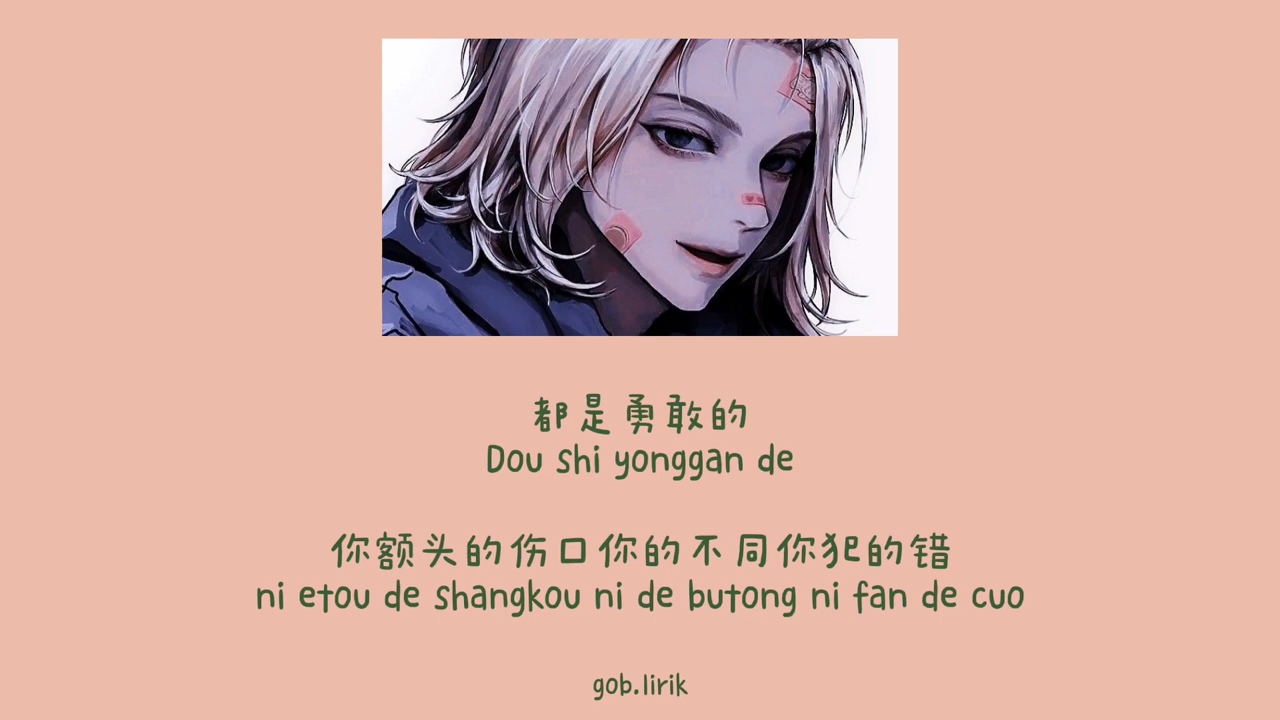 都是勇敢的
Dou shi yonggan de
你额头的伤口你的不同你犯的错
ni etou de shangkou ni de butong ni fan de cuo
gob.lirik